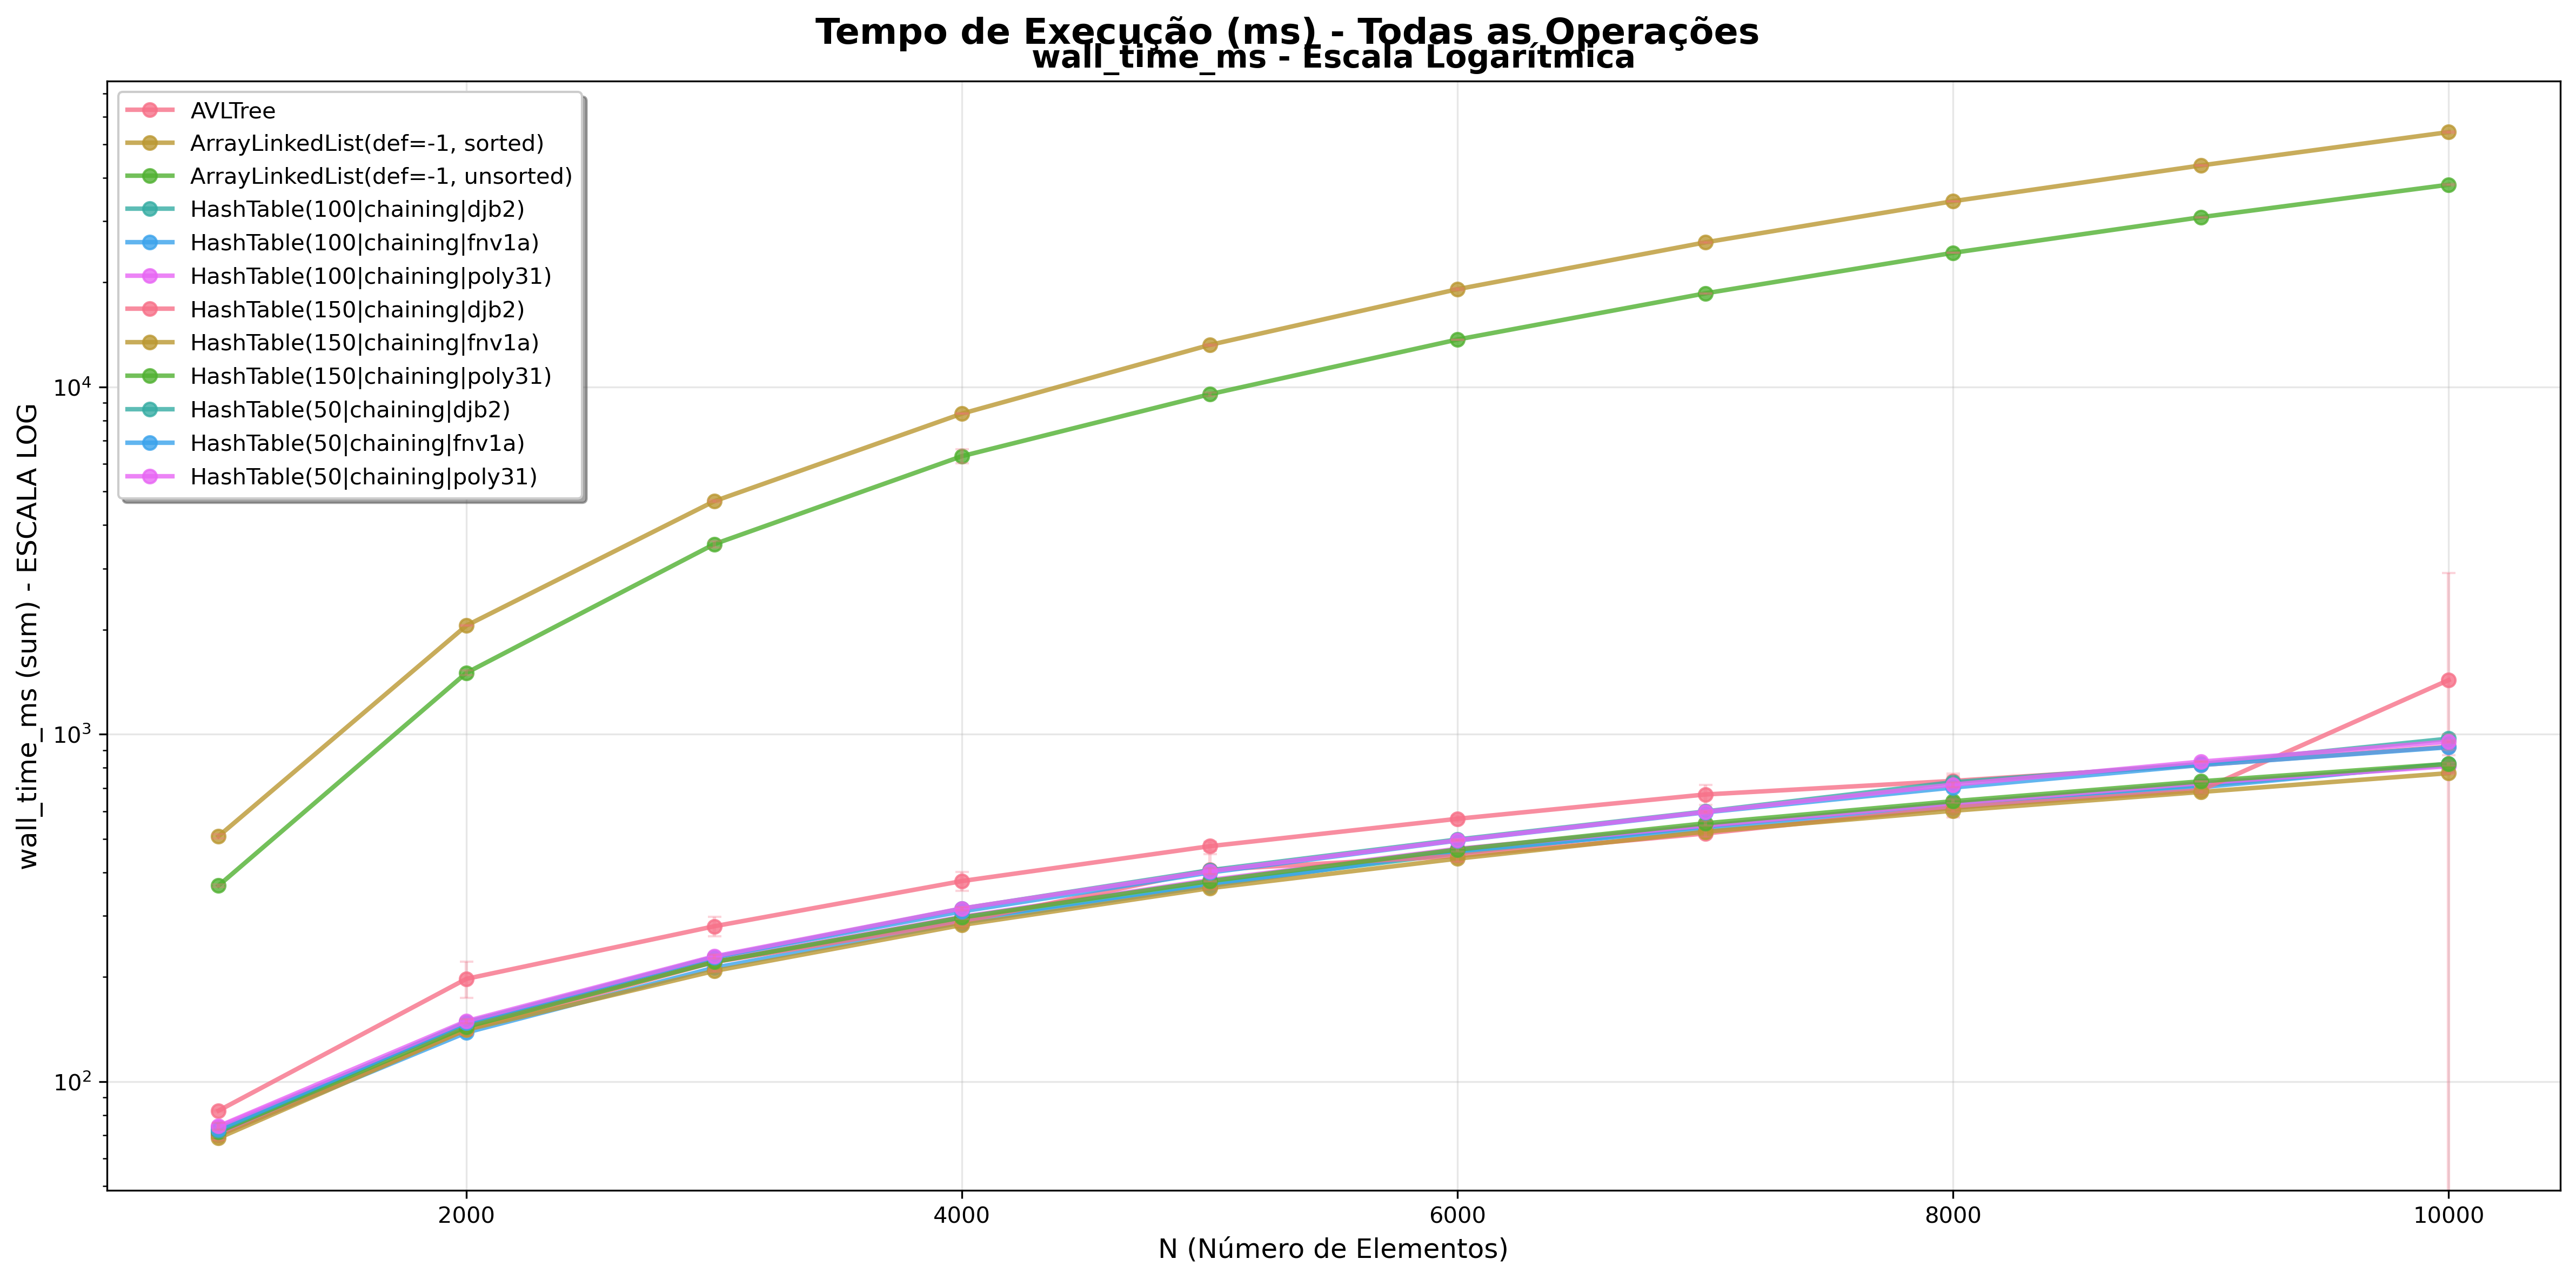 Tempo de Execução (ms) - Todas as Operações
wall_time_ms - Escala Logarítmica
AVLTree
ArrayLinkedList(def=-1, sorted)
ArrayLinkedList(def=-1, unsorted)
HashTable(100|chaining|djb2)
HashTable(100|chaining|fnv1a)
HashTable(100|chaining|poly31)
HashTable(150|chaining|djb2)
HashTable(150|chaining|fnv1a)
HashTable(150|chaining|poly31)
HashTable(50|chaining|djb2)
HashTable(50|chaining|fnv1a)
HashTable(50|chaining|poly31)
wall_time_ms (sum) - ESCALA LOG
10⁴
10³
10²
2000 4000 6000 8000 10000
N (Número de Elementos)